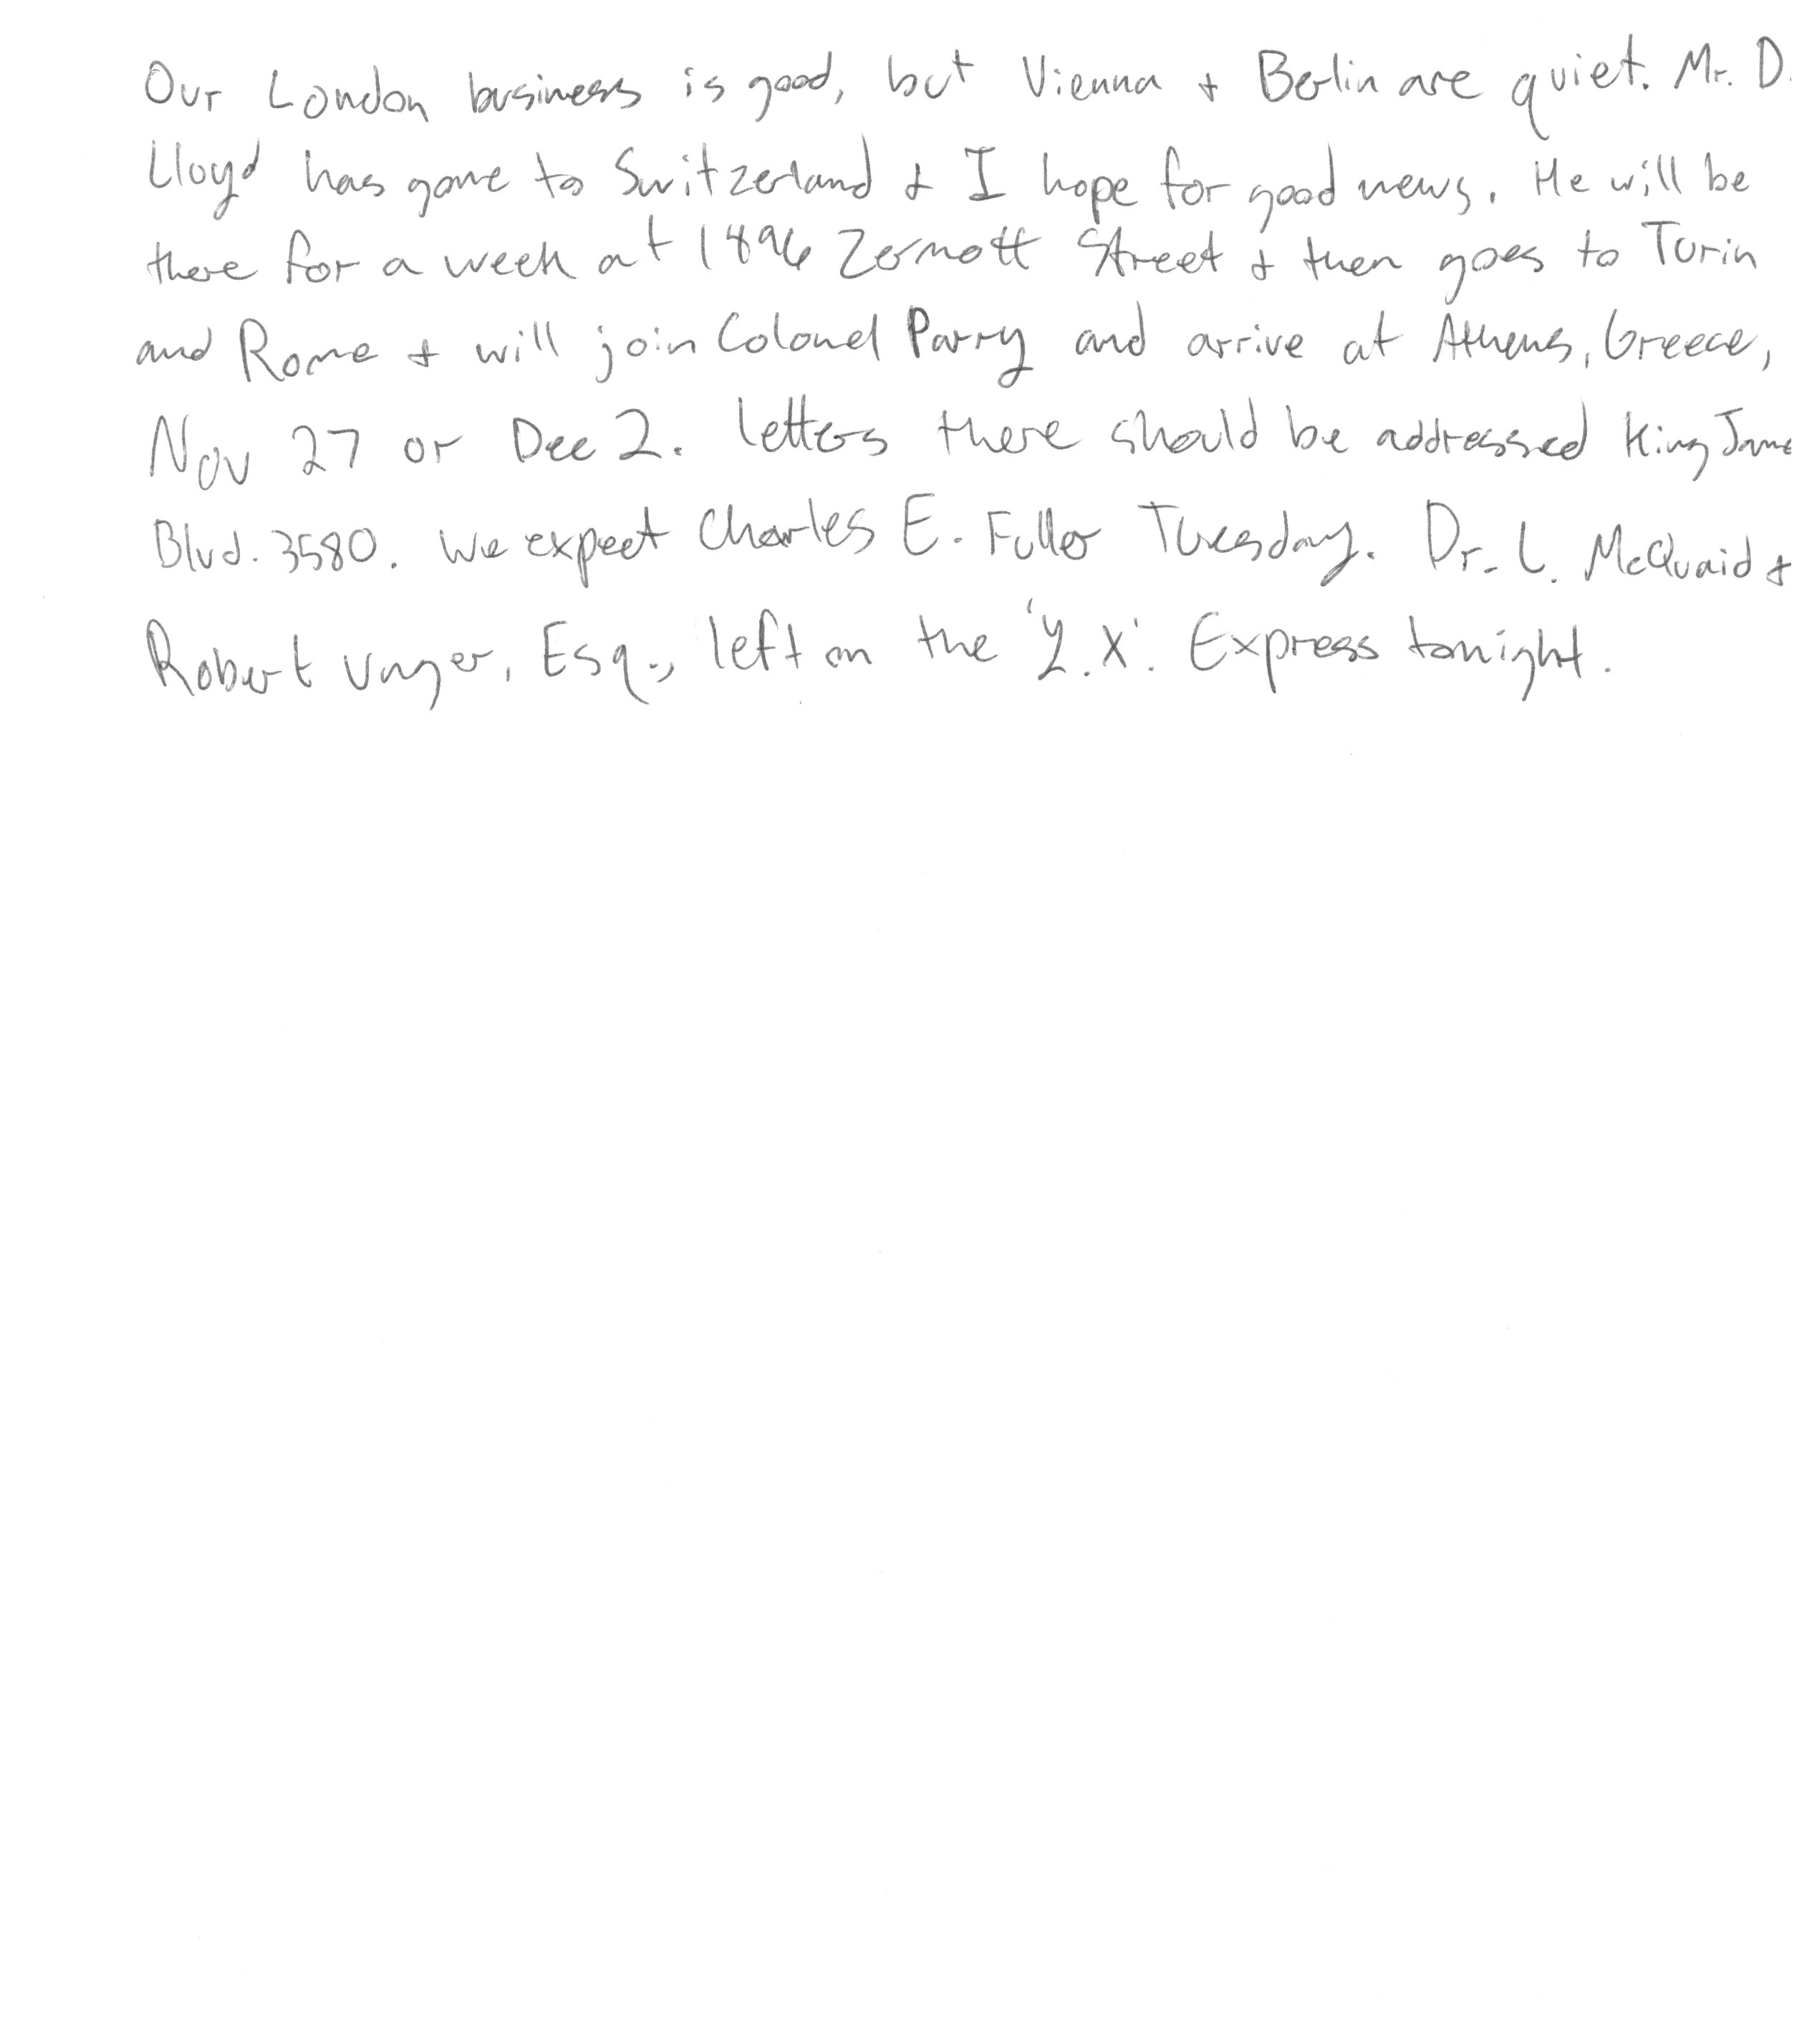 Our London business is good, but Vienna + Berlin are quiet. Mr. D.
Lloyd has gone to Switzerland + I hope for good news. He will be
there for a week at 1496 Zermott Street + then goes to Turin
and Rome + will join Colonel Parry and arrive at Athens, Greece,
Nov 27 or Dec 2. Letters there should be addressed King Jame
Blvd. 3580. We expect Charles E. Fuller Tuesday. Dr. L. McQuaid +
Robert Unger, Esq., left on the 'Y.X'. Express tonight.